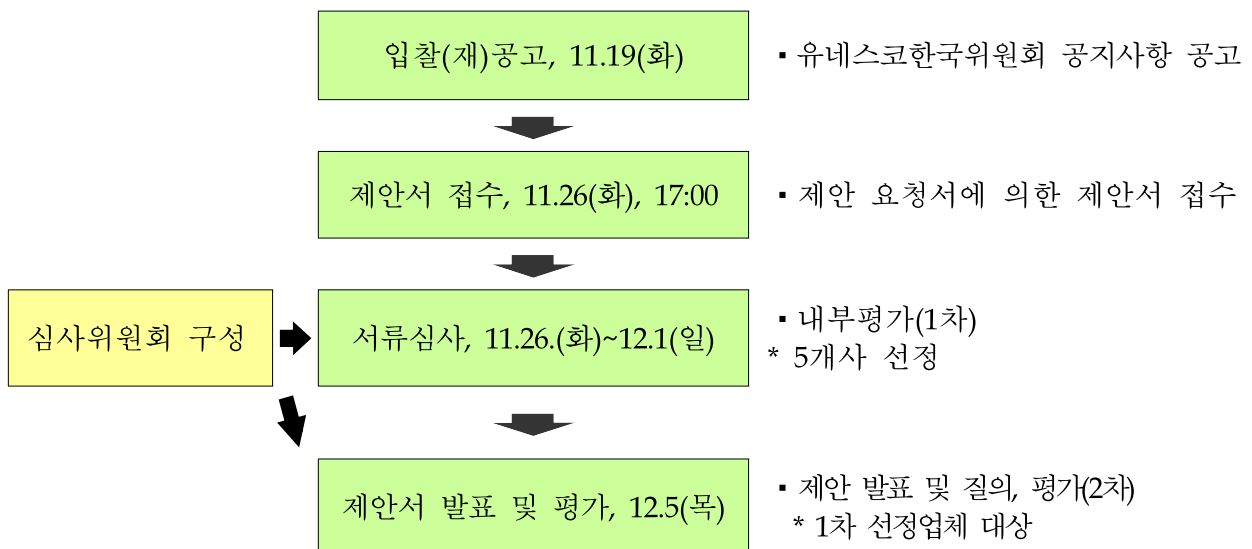 입찰(재)공고, 11.19(화)
▪ 유네스코한국위원회 공지사항 공고
제안서 접수, 11.26(화), 17:00
▪ 제안 요청서에 의한 제안서 접수
심사위원회 구성
서류심사, 11.26.(화)~12.1(일)
▪ 내부평가(1차)
* 5개사 선정
제안서 발표 및 평가, 12.5(목)
▪ 제안 발표 및 질의, 평가(2차)
* 1차 선정업체 대상